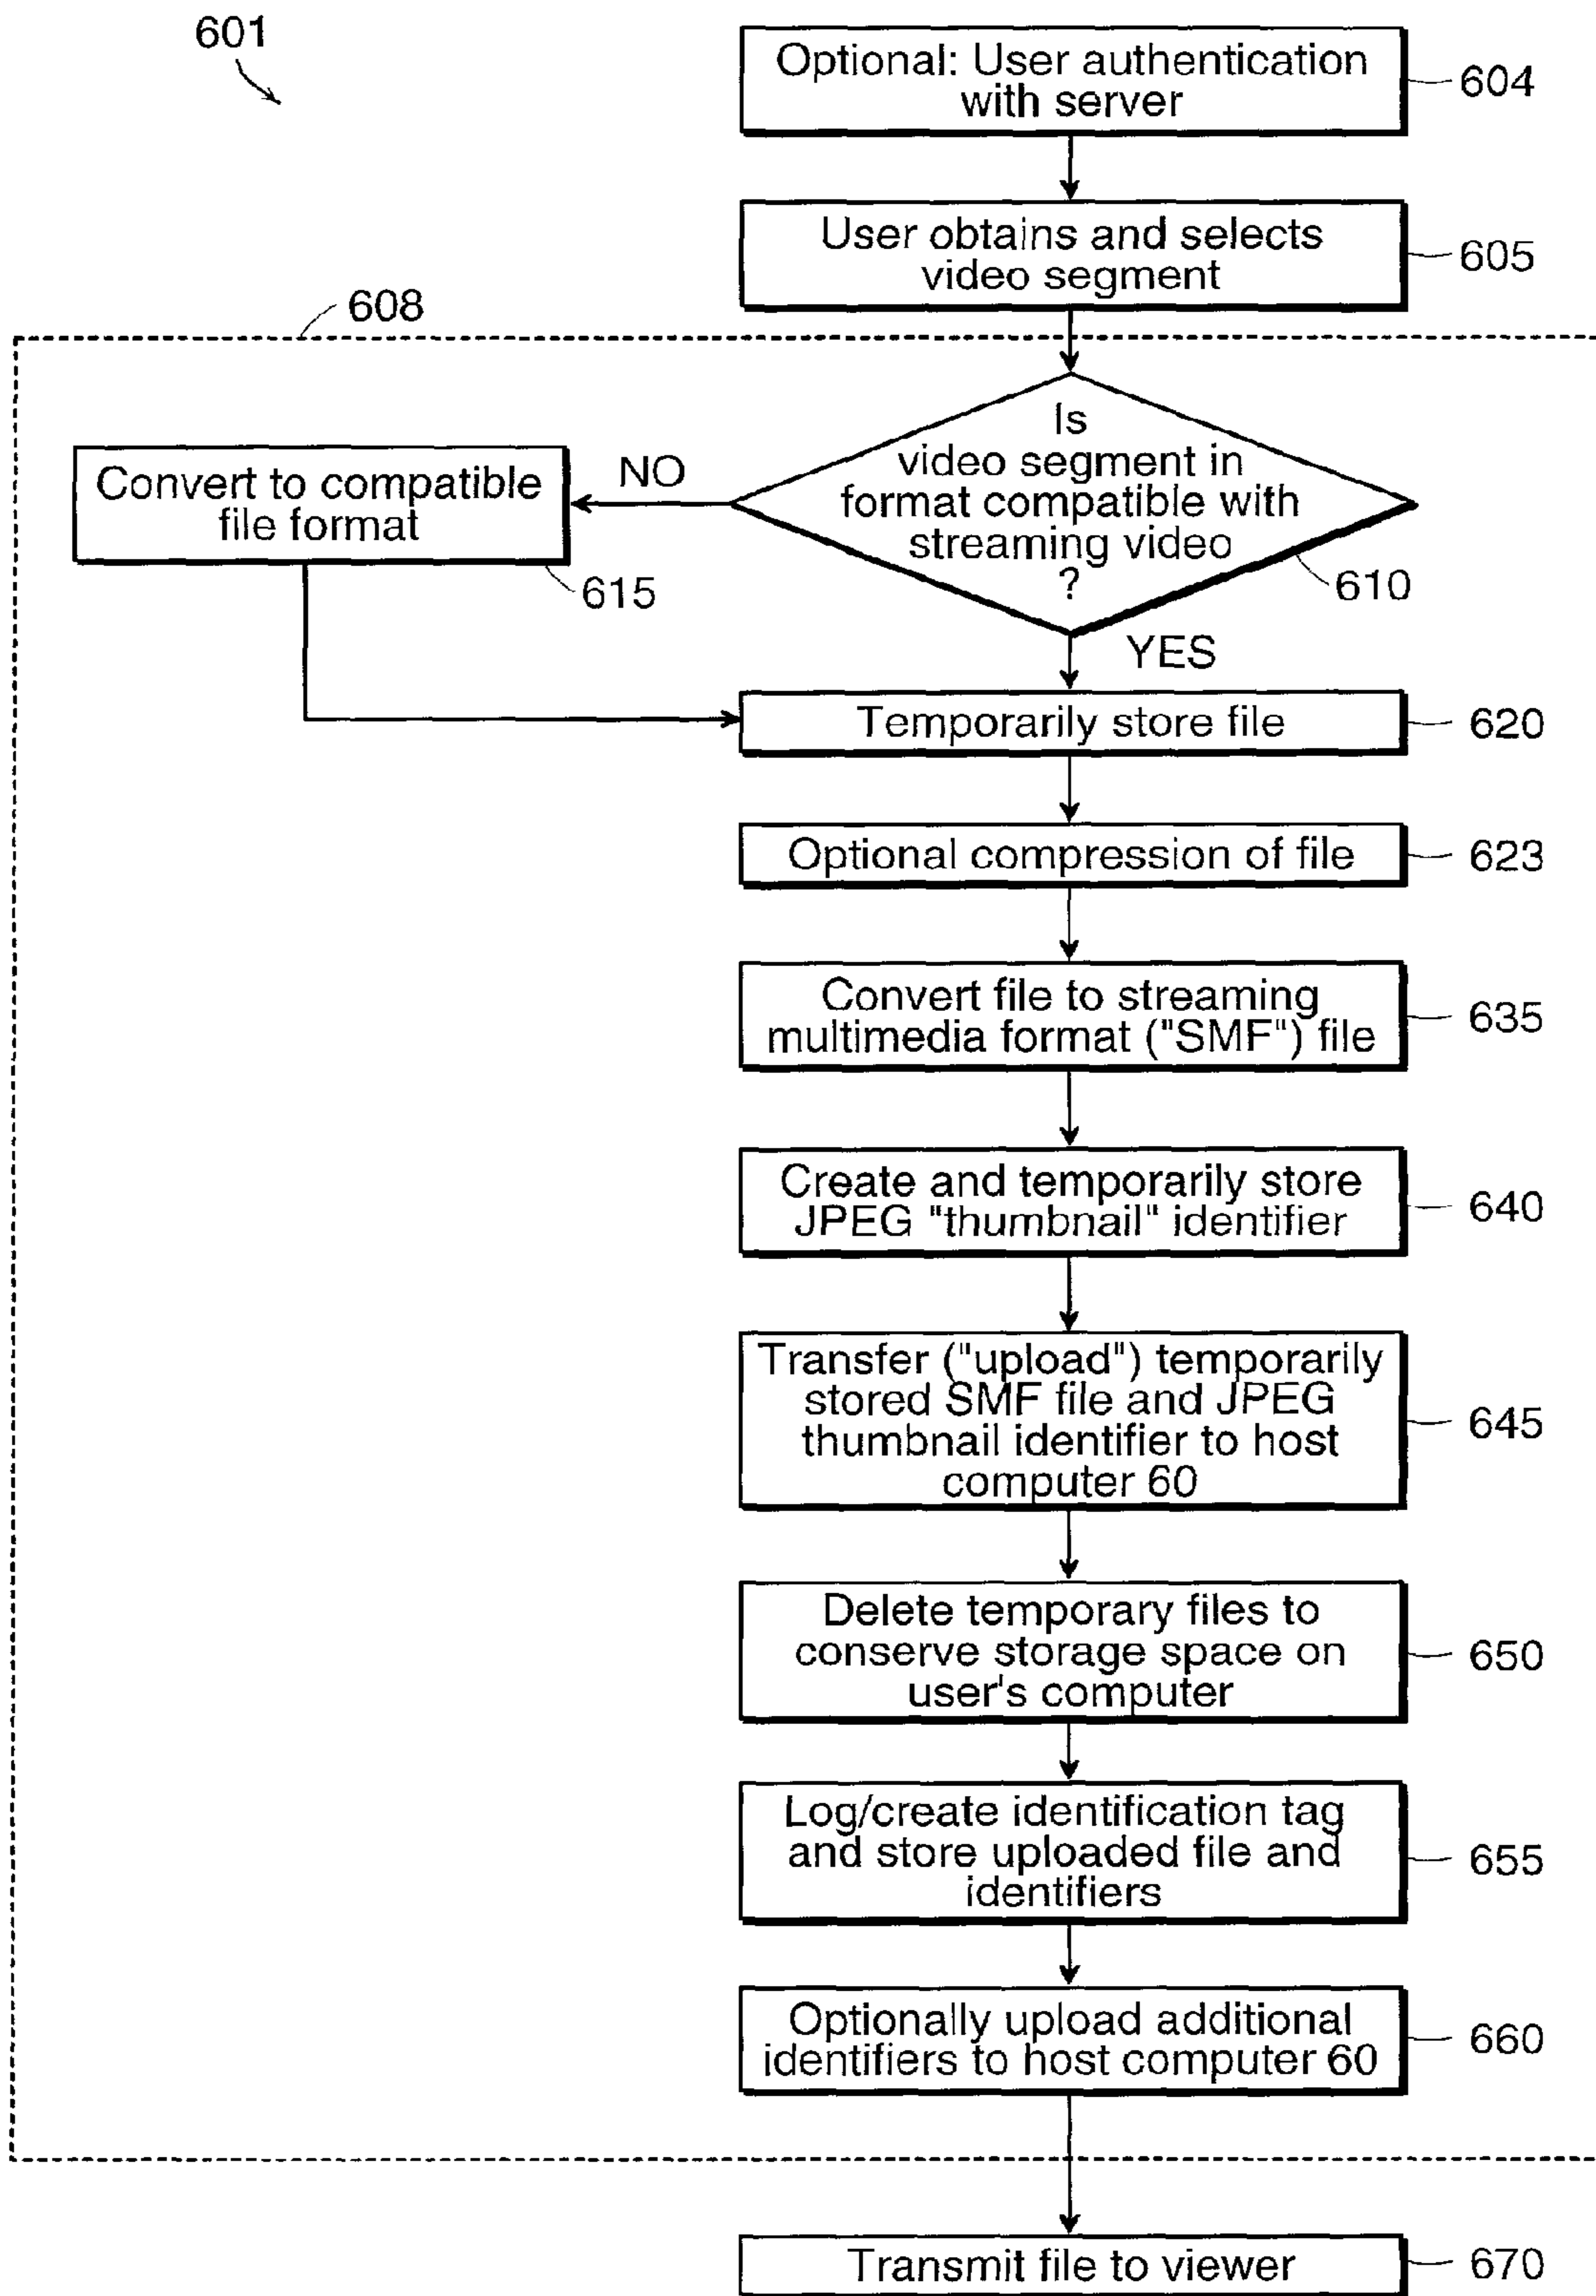 601
Optional: User authentication
with server
604
User obtains and selects
video segment
605
608
Is
video segment in
format compatible with
streaming video
?
610
NO
Convert to compatible
file format
615
YES
Temporarily store file
620
Optional compression of file
623
Convert file to streaming
multimedia format ("SMF") file
635
Create and temporarily store
JPEG "thumbnail" identifier
640
Transfer ("upload") temporarily
stored SMF file and JPEG
thumbnail identifier to host
computer 60
645
Delete temporary files to
conserve storage space on
user's computer
650
Log/create identification tag
and store uploaded file and
identifiers
655
Optionally upload additional
identifiers to host computer 60
660
Transmit file to viewer
670